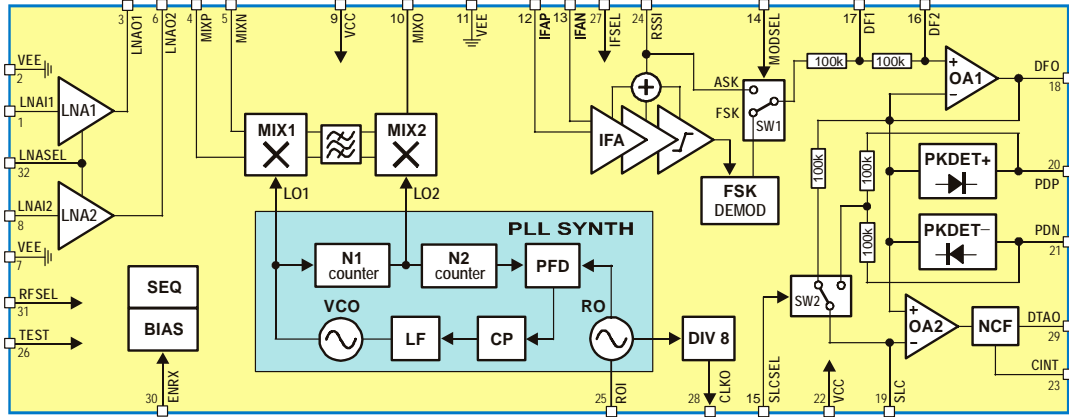 3 LNAO1
6 LNAO2
4 MIXP
5 MIXN
9 VCC
10 MIXO
11 VEE
12 IFAP
13 IFAN
27 IFSEL
24 RSSI
14 MODSEL
17 DF1
16 DF2
VEE
2
LNAI1
1
LNASEL
32
LNAI2
8
VEE
7
RFSEL
31
TEST
26
LNA1
LNA2
MIX1
MIX2
LO1
LO2
IFA
+
ASK
FSK
SW1
FSK
DEMOD
100k
100k
+
−
OA1
DFO
18
100k
100k
100k
PKDET+
20
PDP
PKDET−
PDN
21
SW2
+
−
OA2
NCF
DTAO
29
CINT
23
PLL SYNTH
N1
counter
N2
counter
PFD
VCO
LF
CP
RO
DIV 8
SEQ
BIAS
30 ENRX
25 ROI
28 CLKO
15 SLCSEL
22 VCC
19 SLC